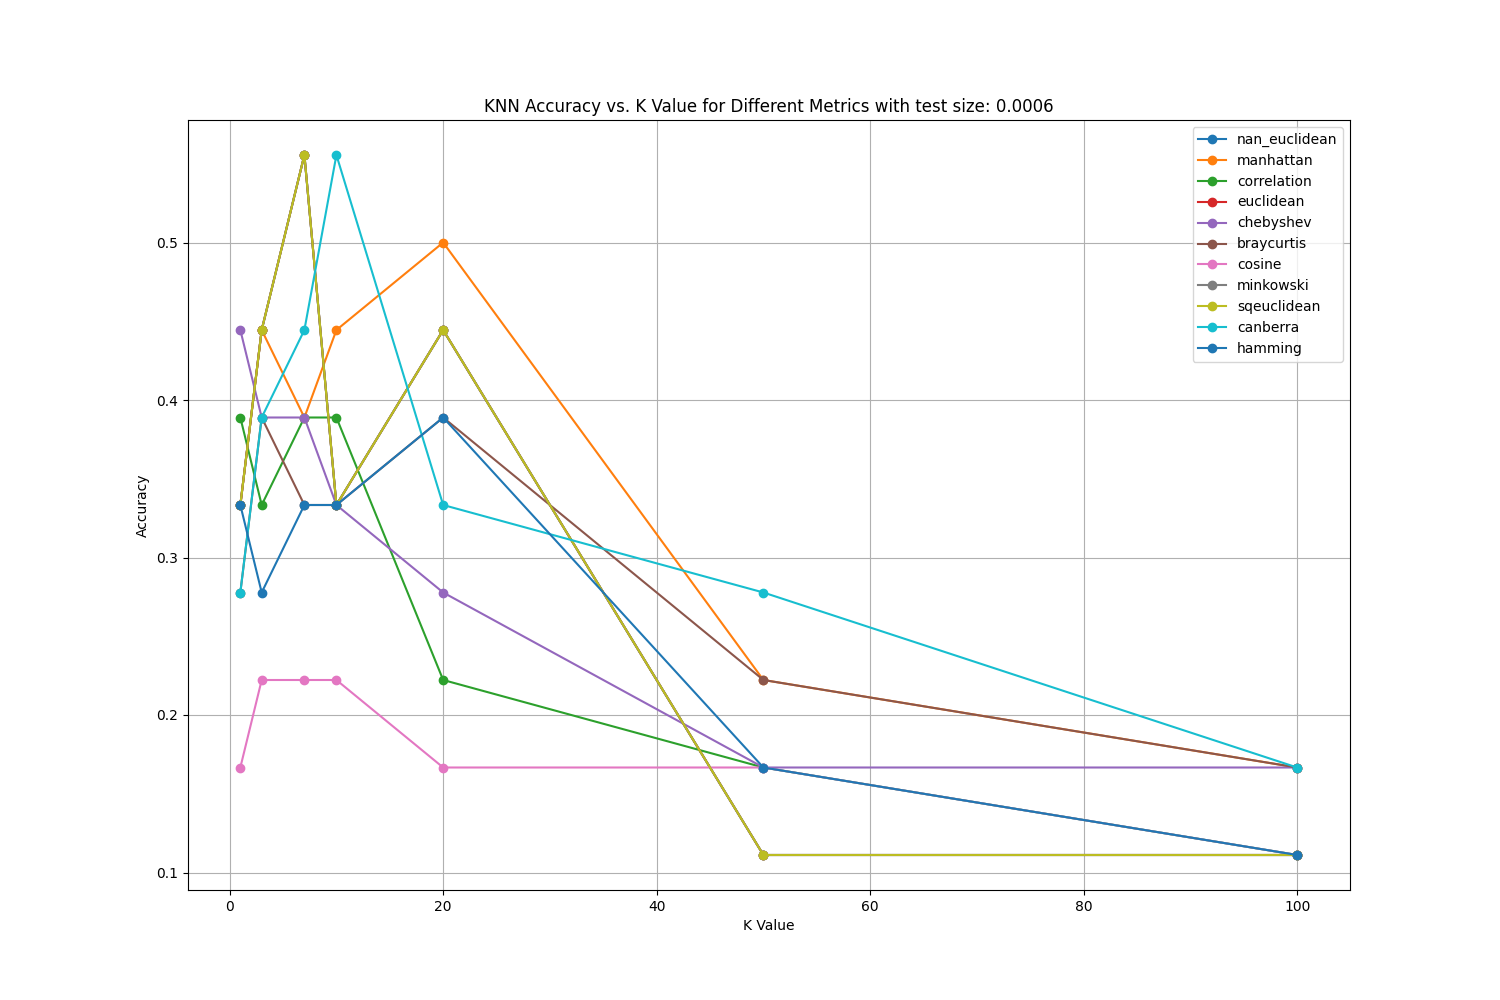 KNN Accuracy vs. K Value for Different Metrics with test size: 0.0006
nan_euclidean
manhattan
correlation
euclidean
chebyshev
braycurtis
cosine
minkowski
sqeuclidean
canberra
hamming
0.5
0.4
0.3
0.2
0.1
Accuracy
0 20 40 60 80 100
K Value